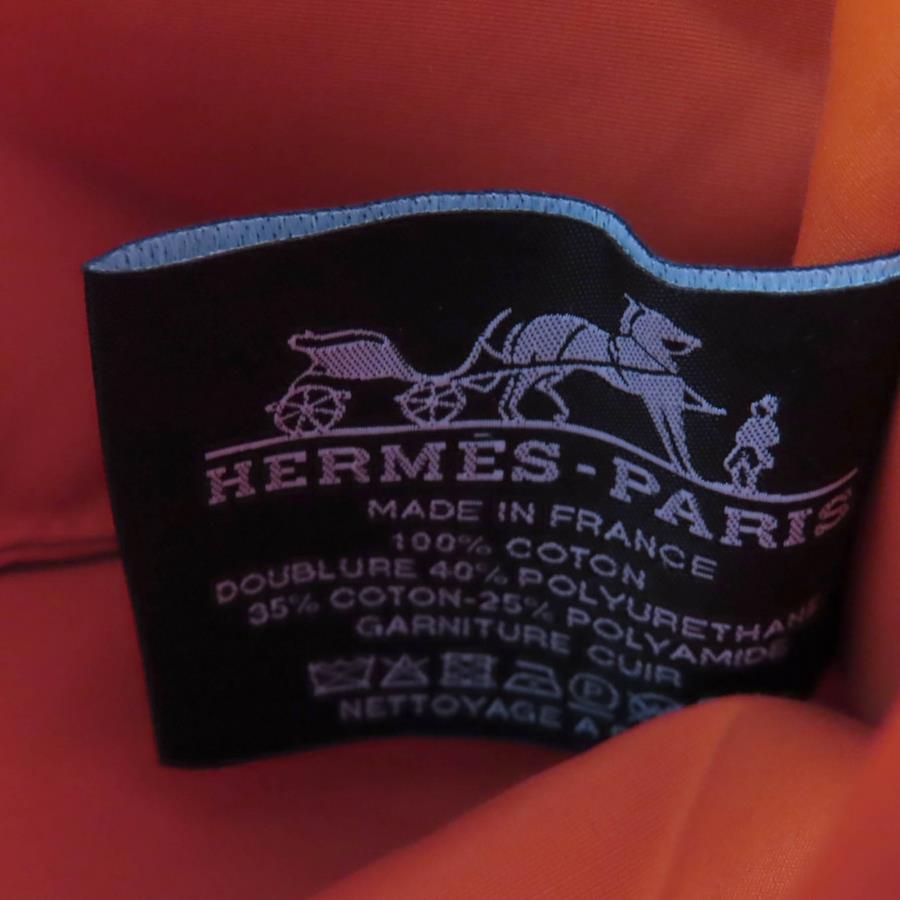 HERMÈS-PARIS
MADE IN FRANCE
100% COTON
DOUBLURE 40% POLYURETHANE
35% COTON-25% POLYAMIDE
GARNITURE CUIR
P
NETTOYAGE A